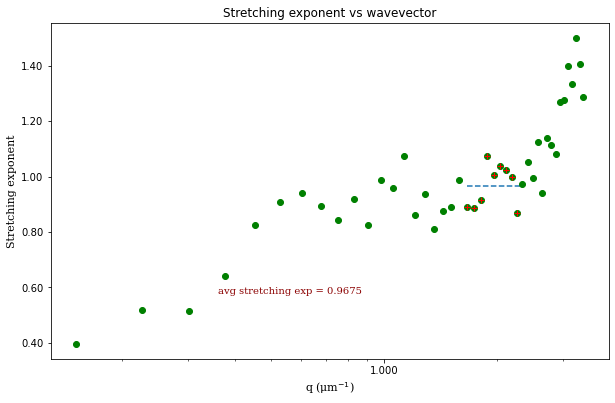 Stretching exponent vs wavevector
Stretching exponent
1.40
1.20
1.00
0.80
0.60
0.40
avg stretching exp = 0.9675
1.000
q (μm⁻¹)